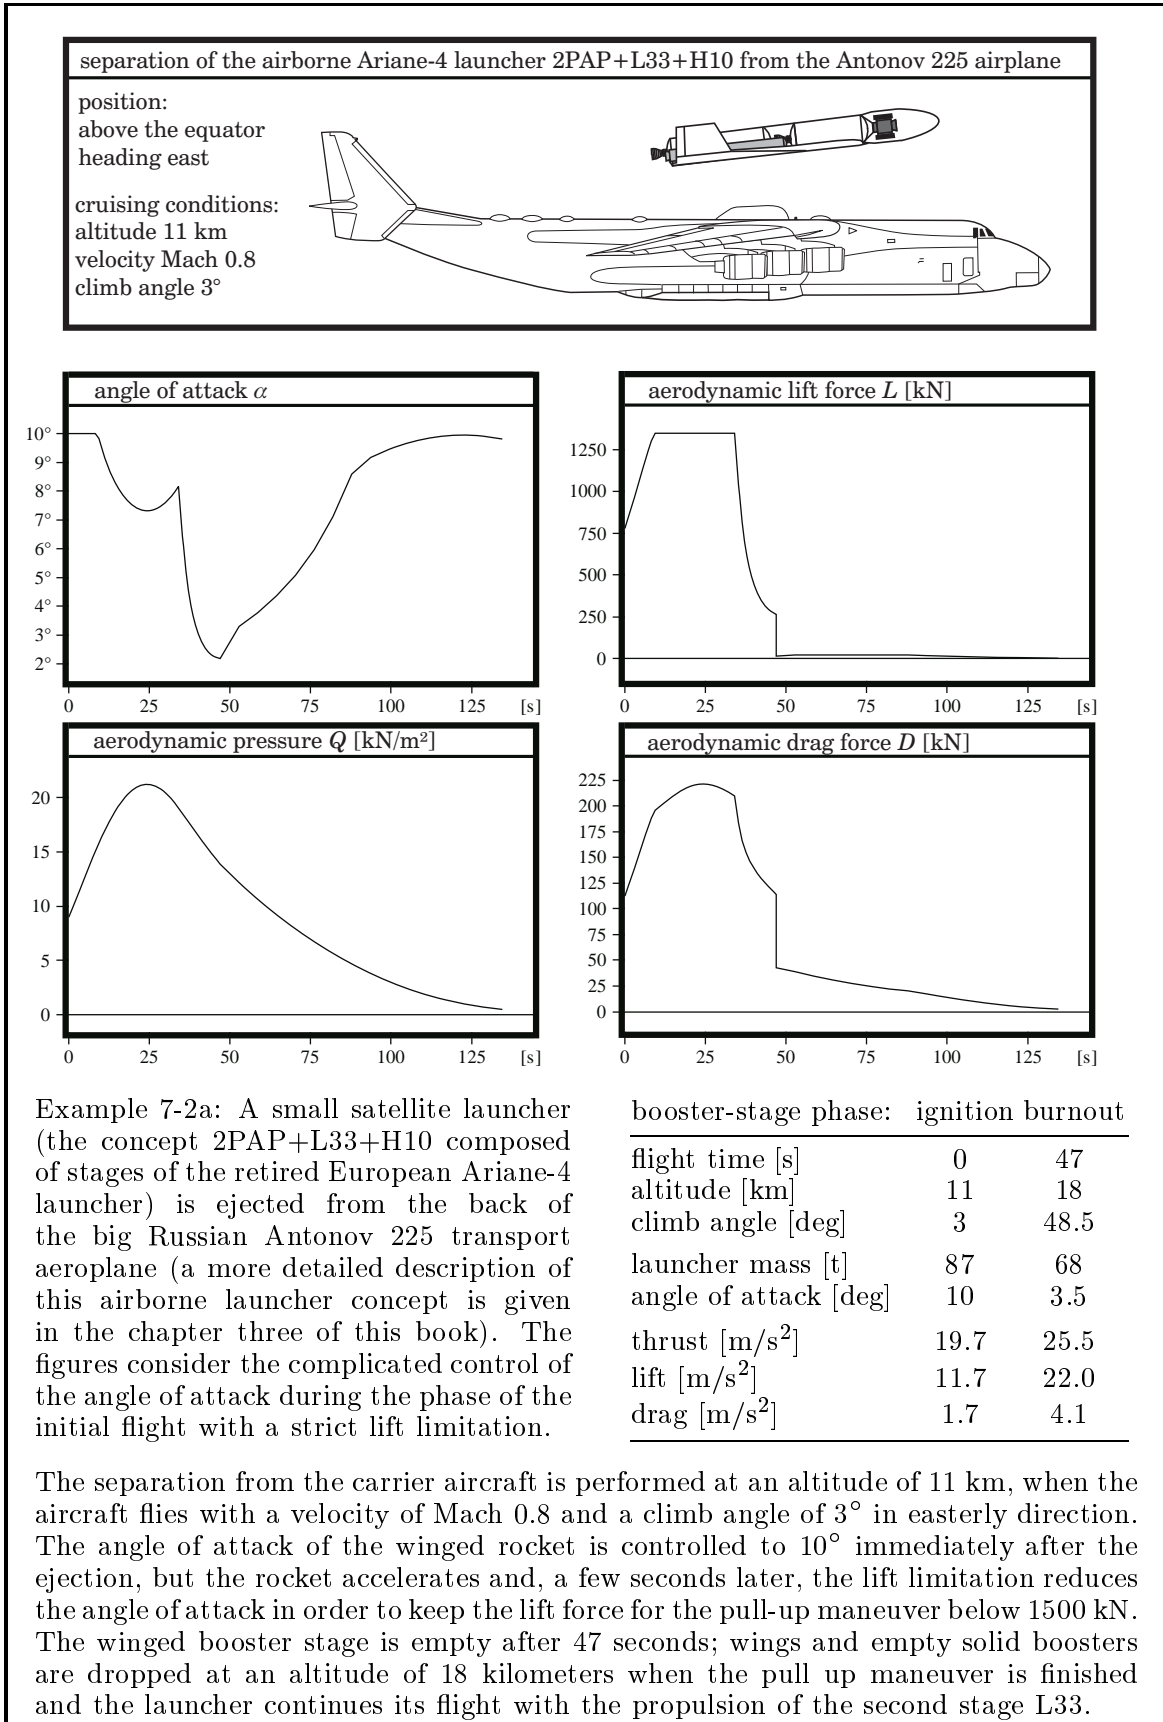 separation of the airborne Ariane-4 launcher 2PAP+L33+H10 from the Antonov 225 airplane
position:
above the equator
heading east
cruising conditions:
altitude 11 km
velocity Mach 0.8
climb angle 3°
angle of attack α
10°
9°
8°
7°
6°
5°
4°
3°
2°
0 25 50 75 100 125 [s]
aerodynamic lift force L [kN]
1250
1000
750
500
250
0
0 25 50 75 100 125 [s]
aerodynamic pressure Q [kN/m²]
20
15
10
5
0
0 25 50 75 100 125 [s]
aerodynamic drag force D [kN]
225
200
175
150
125
100
75
50
25
0
0 25 50 75 100 125 [s]
Example 7-2a: A small satellite launcher
(the concept 2PAP+L33+H10 composed
of stages of the retired European Ariane-4
launcher) is ejected from the back of
the big Russian Antonov 225 transport
aeroplane (a more detailed description of
this airborne launcher concept is given
in the chapter three of this book). The
figures consider the complicated control of
the angle of attack during the phase of the
initial flight with a strict lift limitation.
booster-stage phase: ignition burnout
flight time [s] 0 47
altitude [km] 11 18
climb angle [deg] 3 48.5
launcher mass [t] 87 68
angle of attack [deg] 10 3.5
thrust [m/s²] 19.7 25.5
lift [m/s²] 11.7 22.0
drag [m/s²] 1.7 4.1
The separation from the carrier aircraft is performed at an altitude of 11 km, when the
aircraft flies with a velocity of Mach 0.8 and a climb angle of 3° in easterly direction.
The angle of attack of the winged rocket is controlled to 10° immediately after the
ejection, but the rocket accelerates and, a few seconds later, the lift limitation reduces
the angle of attack in order to keep the lift force for the pull-up maneuver below 1500 kN.
The winged booster stage is empty after 47 seconds; wings and empty solid boosters
are dropped at an altitude of 18 kilometers when the pull up maneuver is finished
and the launcher continues its flight with the propulsion of the second stage L33.